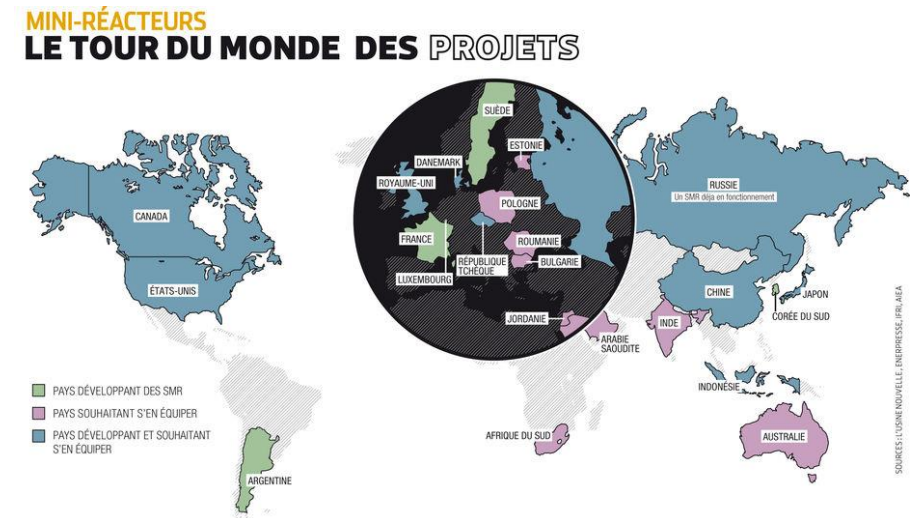 MINI-RÉACTEURS
LE TOUR DU MONDE DES PROJETS
SUÈDE
ESTONIE
DANEMARK
ROYAUME-UNI
POLOGNE
RUSSIE
Un SMR déja en fonctionnement
CANADA
FRANCE
ROUMANIE
RÉPUBLIQUE
TCHÈQUE
BULGARIE
LUXEMBOURG
ÉTATS-UNIS
CHINE
JAPON
CORÉE DU SUD
JORDANIE
ARABIE
SAOUDITE
INDE
INDONÉSIE
PAYS DÉVELOPPANT DES SMR
PAYS SOUHAITANT S'EN ÉQUIPER
PAYS DÉVELOPPANT ET SOUHAITANT
S'EN ÉQUIPER
AFRIQUE DU SUD
AUSTRALIE
ARGENTINE
SOURCES : L'USINE NOUVELLE, ENERPRESSE, IFRI, AIEA